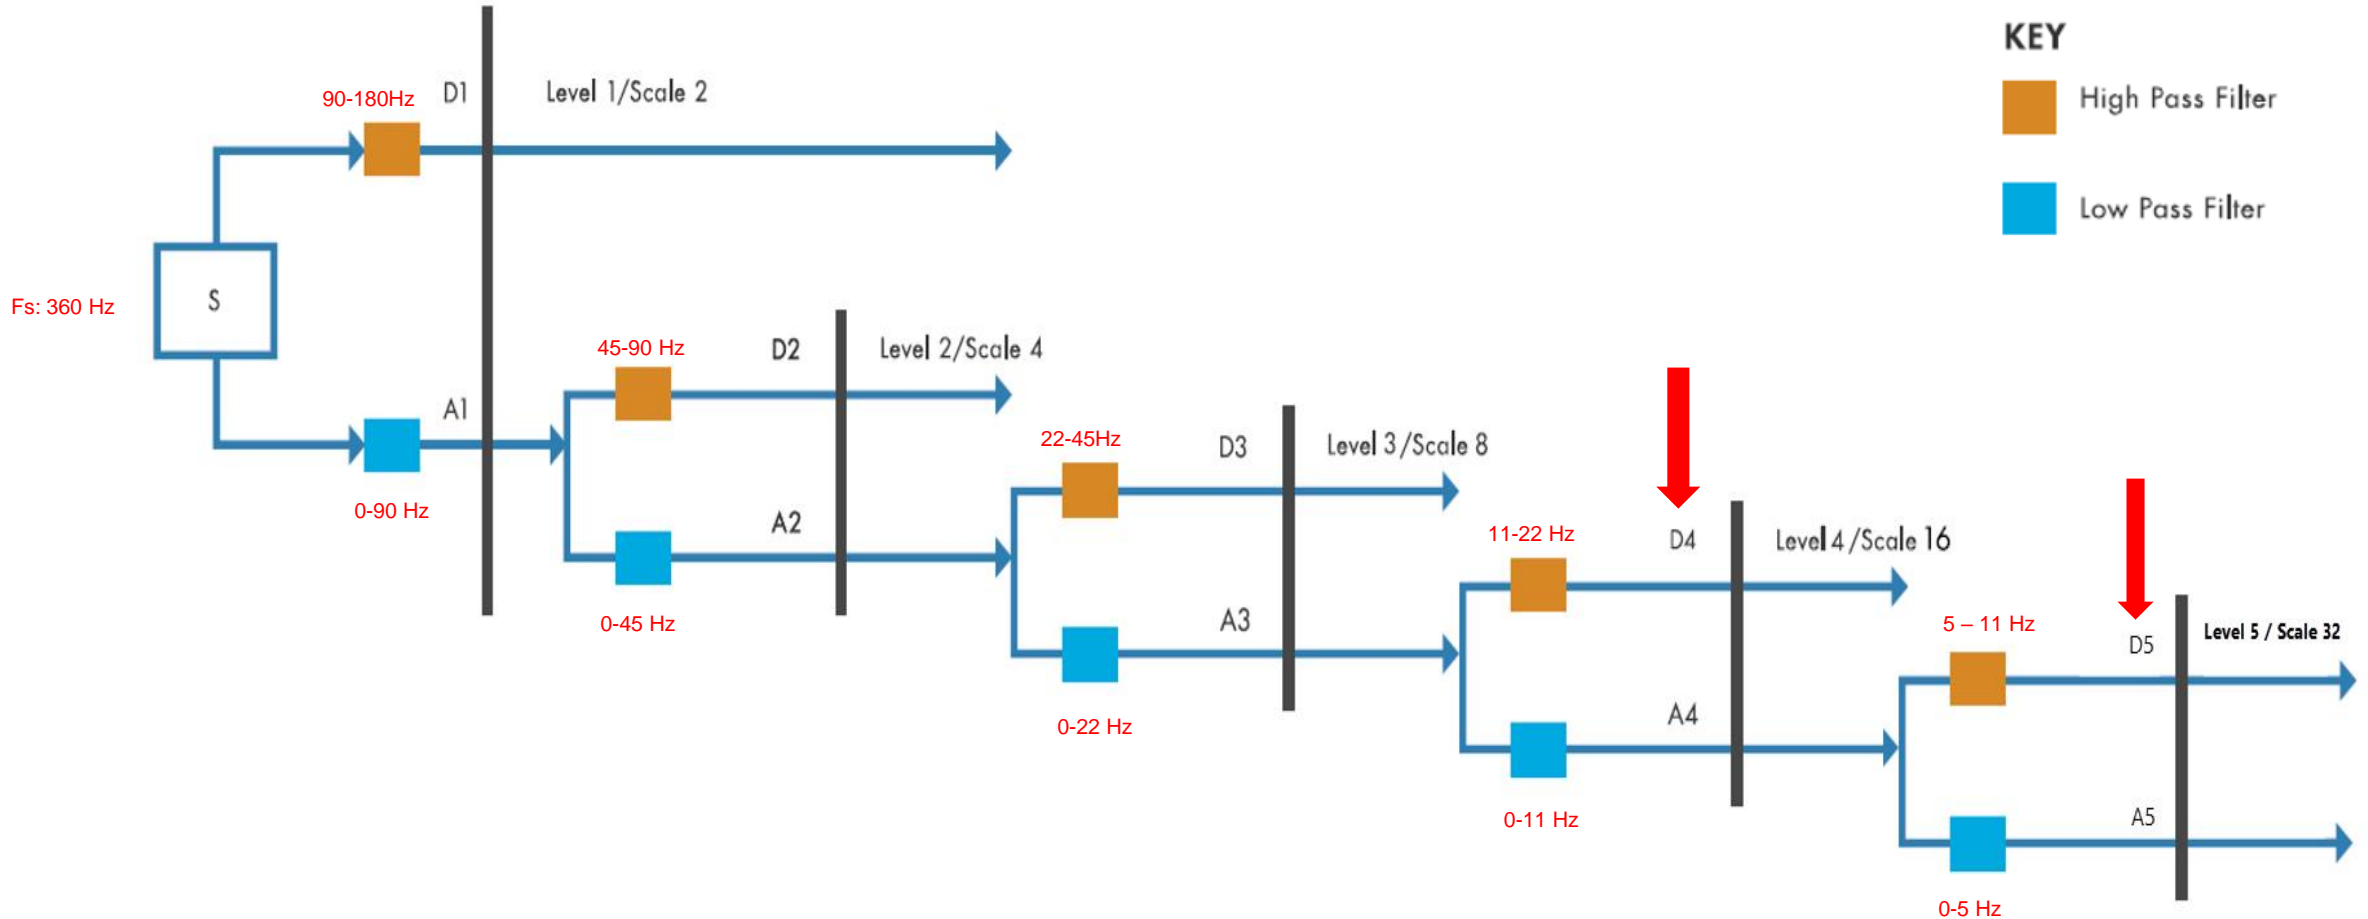 KEY
High Pass Filter
Low Pass Filter
90-180Hz
D1
Level 1/Scale 2
Fs: 360 Hz
S
A1
0-90 Hz
45-90 Hz
D2
Level 2/Scale 4
A2
0-45 Hz
22-45Hz
D3
Level 3/Scale 8
A3
0-22 Hz
11-22 Hz
D4
Level 4/Scale 16
A4
0-11 Hz
5 – 11 Hz
D5
Level 5 / Scale 32
A5
0-5 Hz